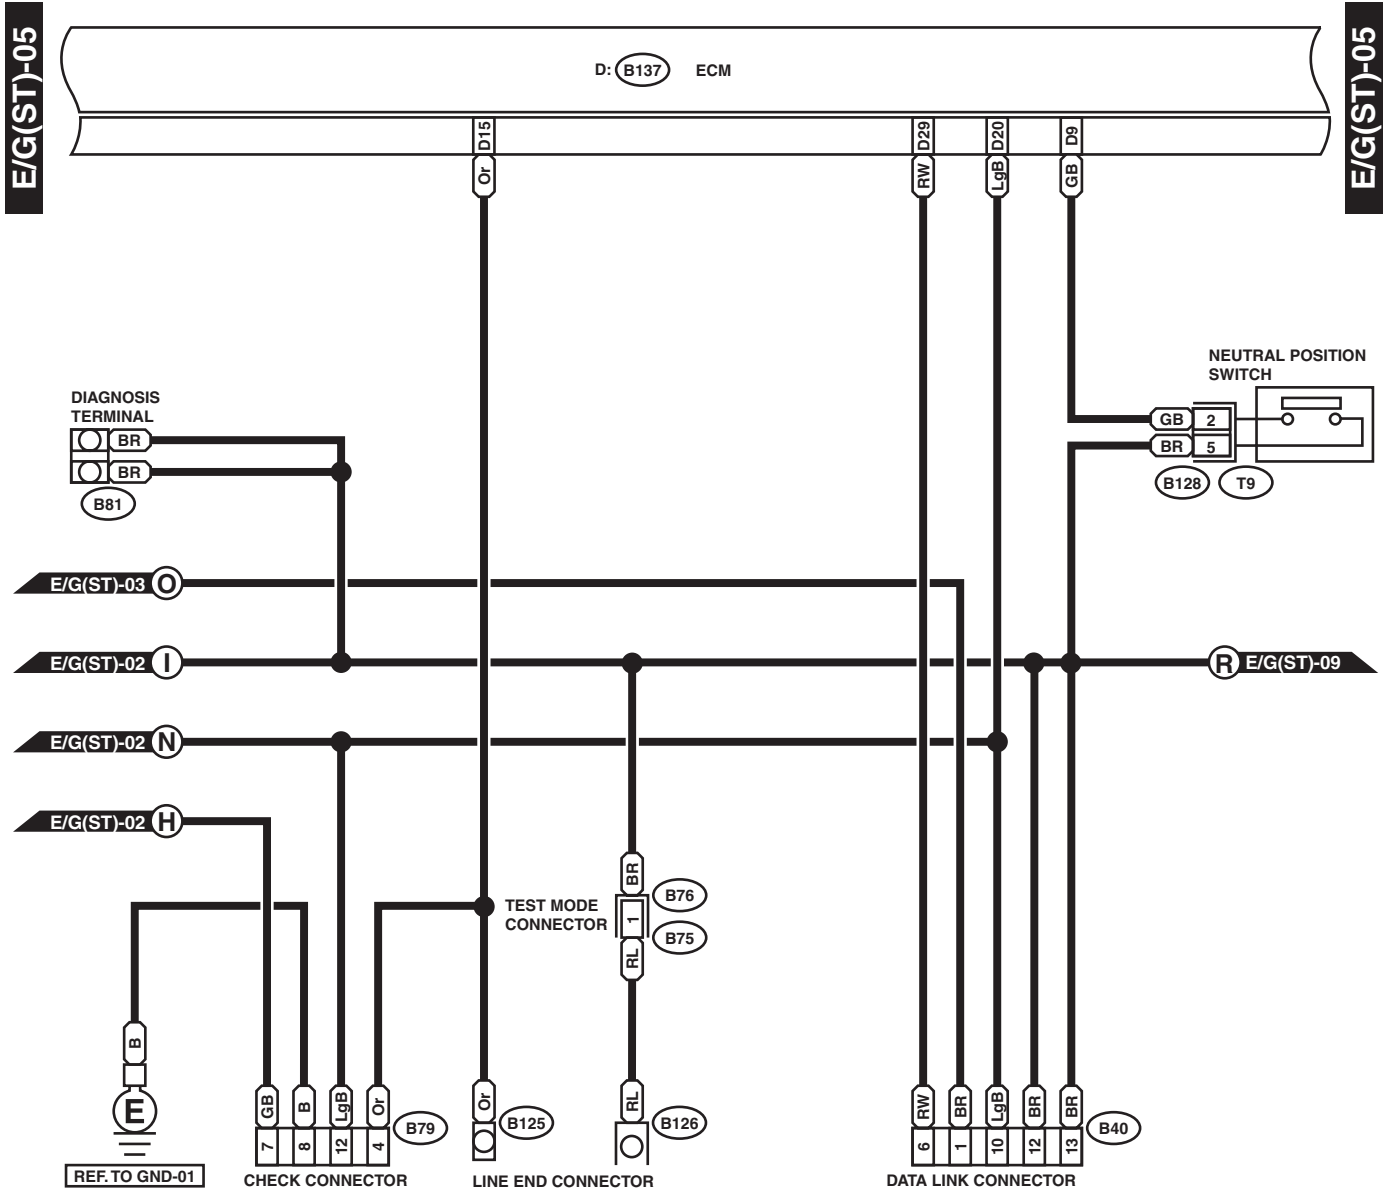 E/G(ST)-05
E/G(ST)-05
D: B137 ECM
D15
D29
D20
D9
Or
RW
LgB
GB
NEUTRAL POSITION
SWITCH
DIAGNOSIS
TERMINAL
BR
BR
B81
GB 2
BR 5
B128 T9
E/G(ST)-03 O
E/G(ST)-02 I
R E/G(ST)-09
E/G(ST)-02 N
E/G(ST)-02 H
BR
B76
TEST MODE
CONNECTOR
1
B75
RL
B
E
REF. TO GND-01
GB
B
LgB
Or
B79
7
8
12
4
CHECK CONNECTOR
Or
B125
RL
B126
LINE END CONNECTOR
RW
BR
LgB
BR
BR
B40
6
1
10
12
13
DATA LINK CONNECTOR